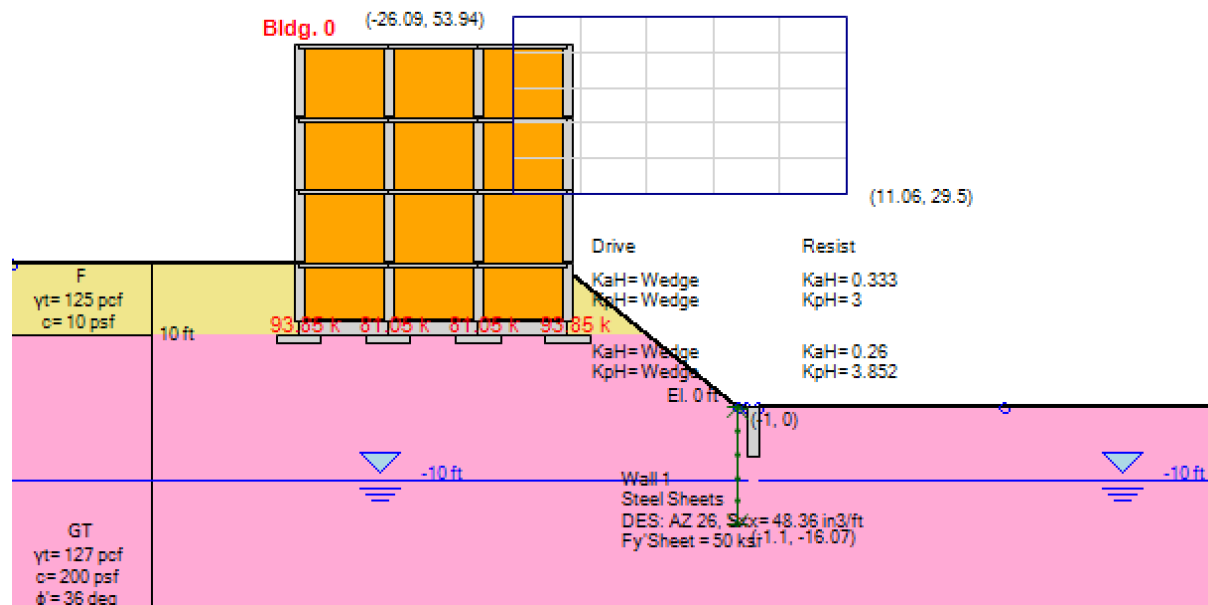 Bldg. 0
(-26.09, 53.94)
(11.06, 29.5)
Drive Resist
KaH= Wedge KaH= 0.333
KpH= Wedge KpH= 3
F
γt= 125 pcf
c= 10 psf
10 ft
93.85 k 81.05 k 81.05 k 93.85 k
KaH= Wedge KaH= 0.26
KpH= Wedge KpH= 3.852
El. 0 ft
(-1, 0)
-10 ft
-10 ft
Wall 1
Steel Sheets
DES: AZ 26, Sxx= 48.36 in3/ft
Fy'Sheet = 50 ksi
(-1.1, -16.07)
GT
γt= 127 pcf
c= 200 psf
ϕ'= 36 deg